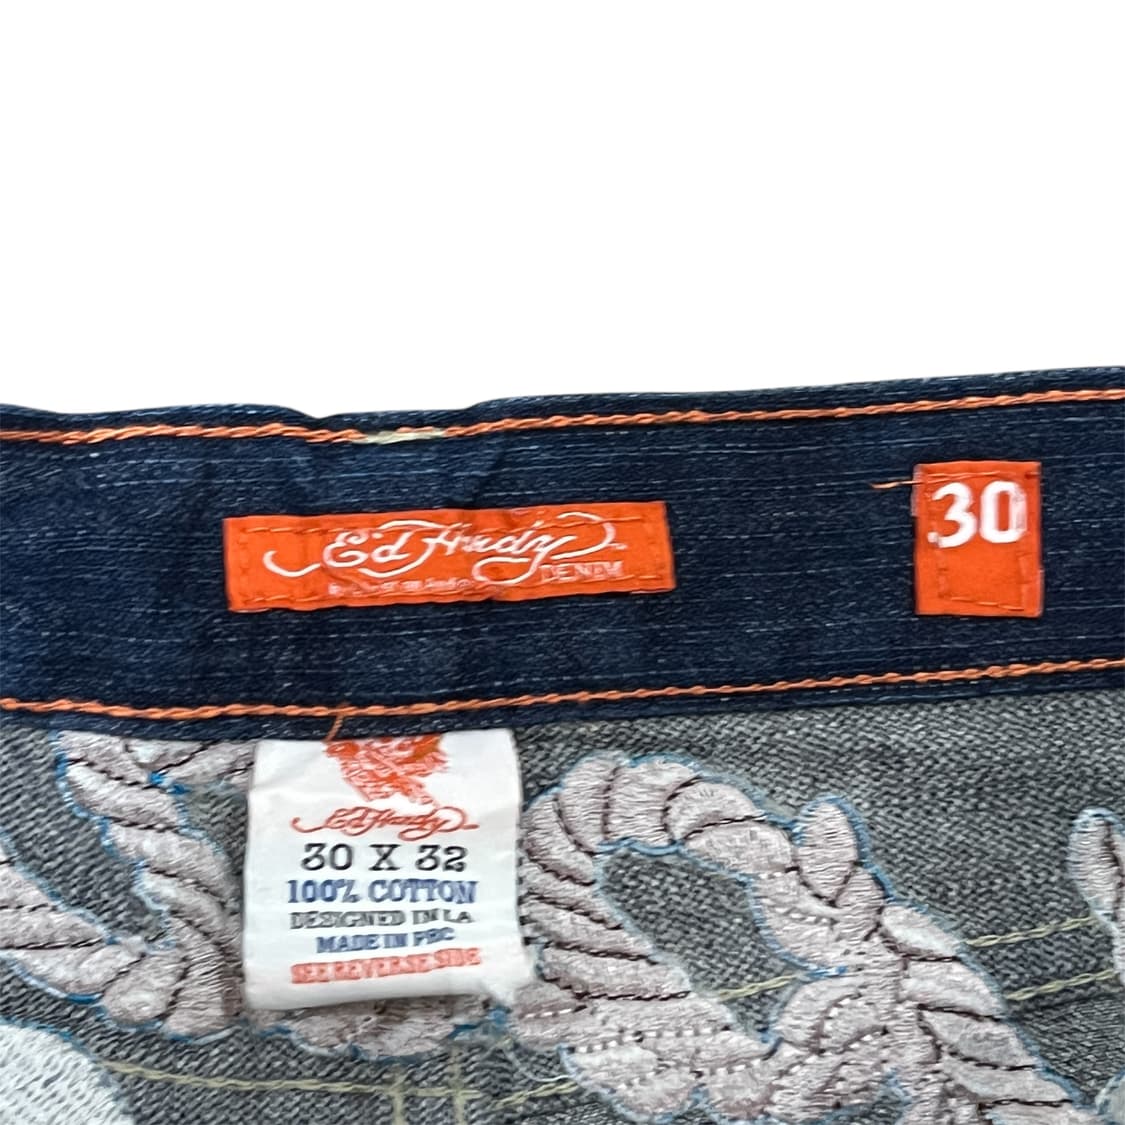 Ed Hardy
DENIM
30
Ed Hardy
30 X 32
100% COTTON
DESIGNED IN LA
MADE IN PRC
SEE REVERSE SIDE